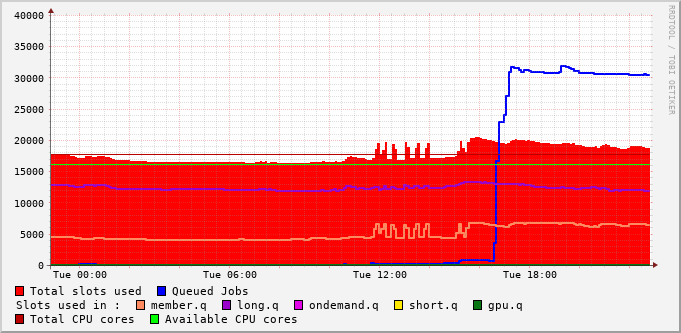 RRDTOOL / TOBI OETIKER
40000
35000
30000
25000
20000
15000
10000
5000
0
Tue 00:00 Tue 06:00 Tue 12:00 Tue 18:00
Total slots used Queued Jobs
Slots used in : member.q long.q ondemand.q short.q gpu.q
Total CPU cores Available CPU cores